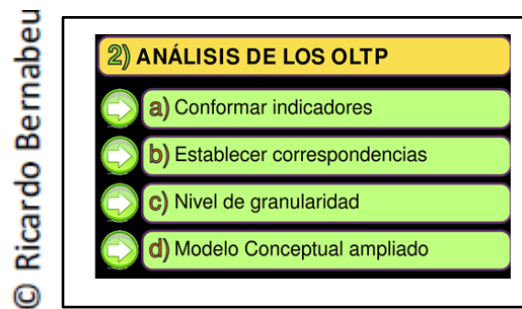 © Ricardo Bernabeu
2) ANÁLISIS DE LOS OLTP
a) Conformar indicadores
b) Establecer correspondencias
c) Nivel de granularidad
d) Modelo Conceptual ampliado